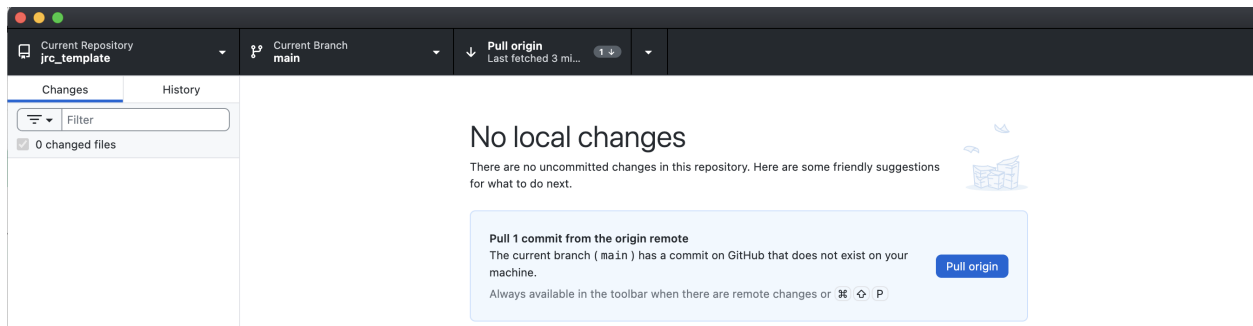 Current Repository
jrc_template
Current Branch
main
Pull origin
Last fetched 3 mi...
1↓
Changes
History
Filter
0 changed files
No local changes
There are no uncommitted changes in this repository. Here are some friendly suggestions
for what to do next.
Pull 1 commit from the origin remote
The current branch (main) has a commit on GitHub that does not exist on your
machine.
Pull origin
Always available in the toolbar when there are remote changes or ⌘ ⇧ P